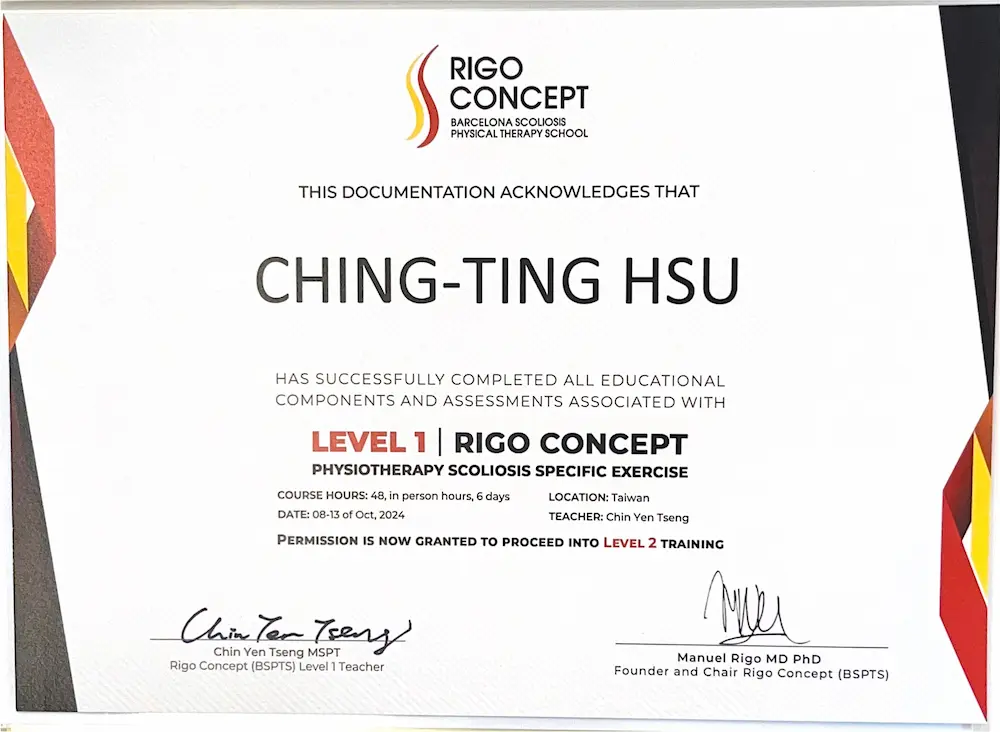 RIGO
CONCEPT
BARCELONA SCOLIOSIS
PHYSICAL THERAPY SCHOOL
THIS DOCUMENTATION ACKNOWLEDGES THAT
CHING-TING HSU
HAS SUCCESSFULLY COMPLETED ALL EDUCATIONAL
COMPONENTS AND ASSESSMENTS ASSOCIATED WITH
LEVEL 1 | RIGO CONCEPT
PHYSIOTHERAPY SCOLIOSIS SPECIFIC EXERCISE
COURSE HOURS: 48, in person hours, 6 days
LOCATION: Taiwan
DATE: 08-13 of Oct, 2024
TEACHER: Chin Yen Tseng
PERMISSION IS NOW GRANTED TO PROCEED INTO LEVEL 2 TRAINING
Chin Yen Tseng
Chin Yen Tseng MSPT
Rigo Concept (BSPTS) Level 1 Teacher
Manuel Rigo MD PhD
Founder and Chair Rigo Concept (BSPTS)